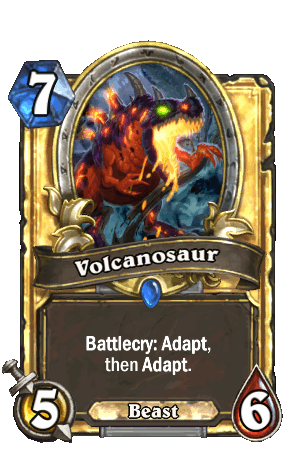 7
Volcanosaur
Battlecry: Adapt,
then Adapt.
5
Beast
6